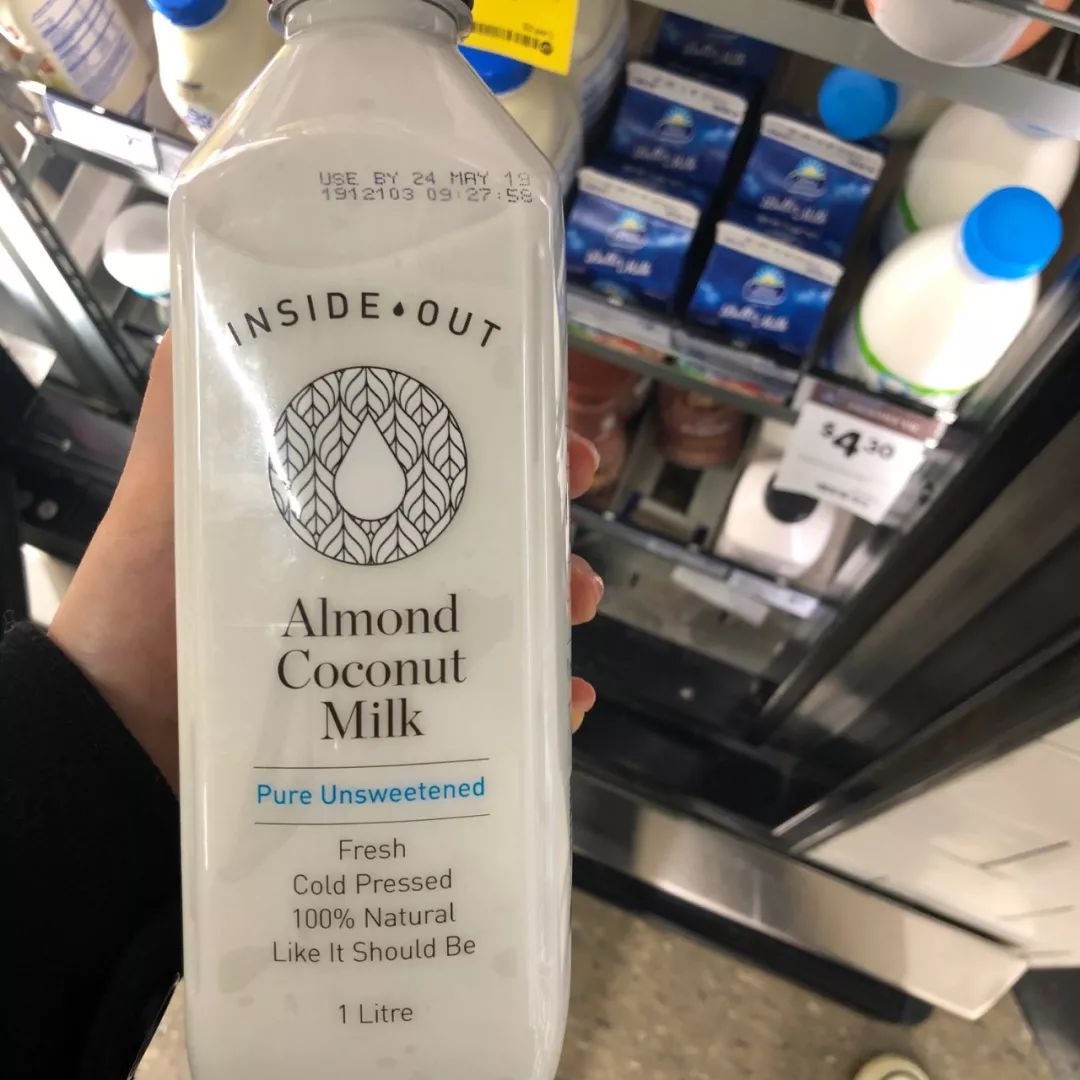 USE BY 24 MAY 19
1912103 09:27:58
INSIDE OUT
Almond
Coconut
Milk
Pure Unsweetened
Fresh
Cold Pressed
100% Natural
Like It Should Be
1 Litre
$4.30